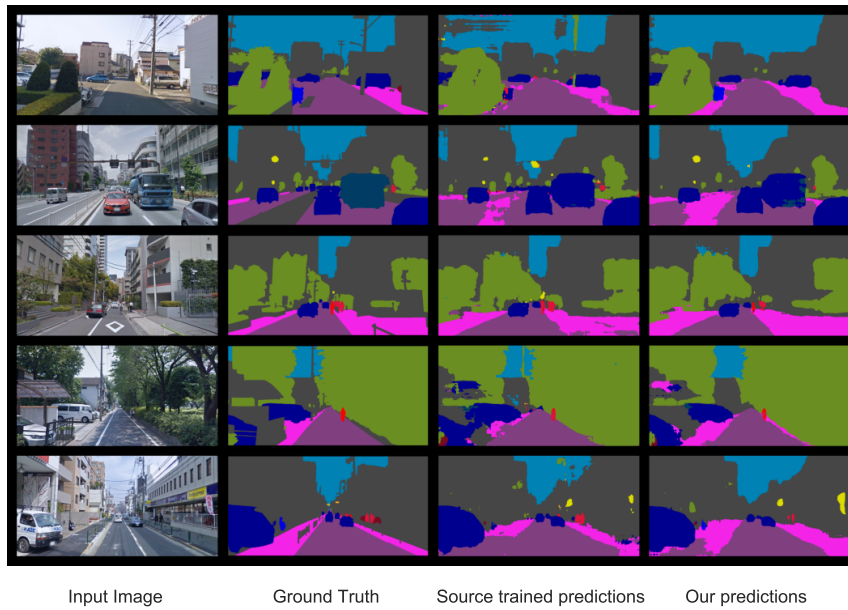 Input Image
Ground Truth
Source trained predictions
Our predictions